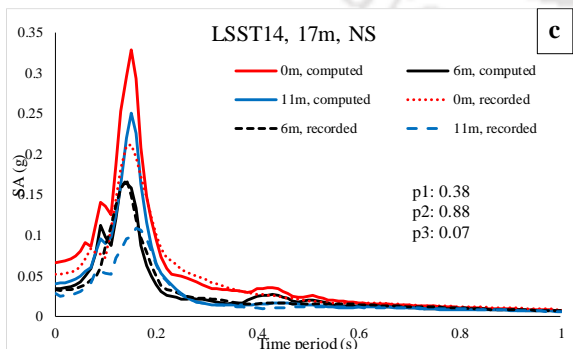 LSST14, 17m, NS
c
0m, computed
6m, computed
11m, computed
0m, recorded
6m, recorded
11m, recorded
p1: 0.38
p2: 0.88
p3: 0.07
SA (g)
0.35
0.3
0.25
0.2
0.15
0.1
0.05
0
0 0.2 0.4 0.6 0.8 1
Time period (s)